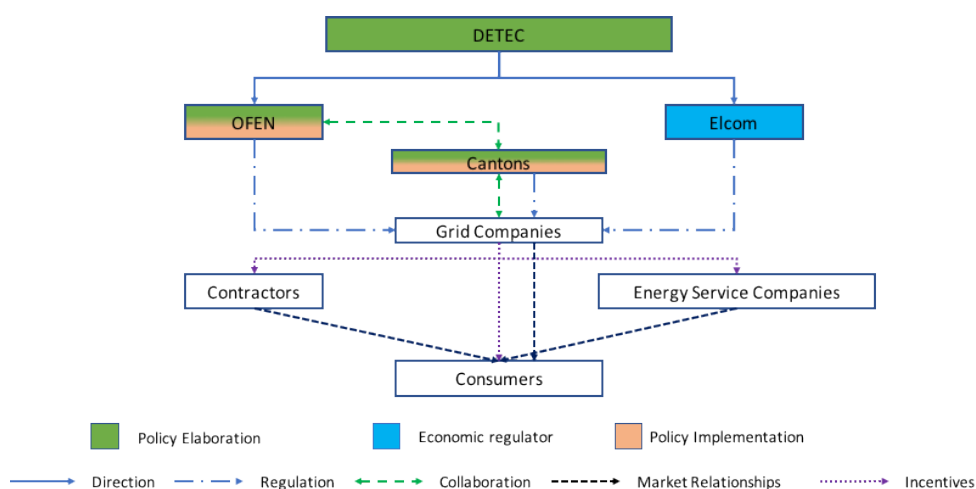 DETEC
OFEN
Elcom
Cantons
Grid Companies
Contractors
Energy Service Companies
Consumers
Policy Elaboration
Economic regulator
Policy Implementation
Direction
Regulation
Collaboration
Market Relationships
Incentives